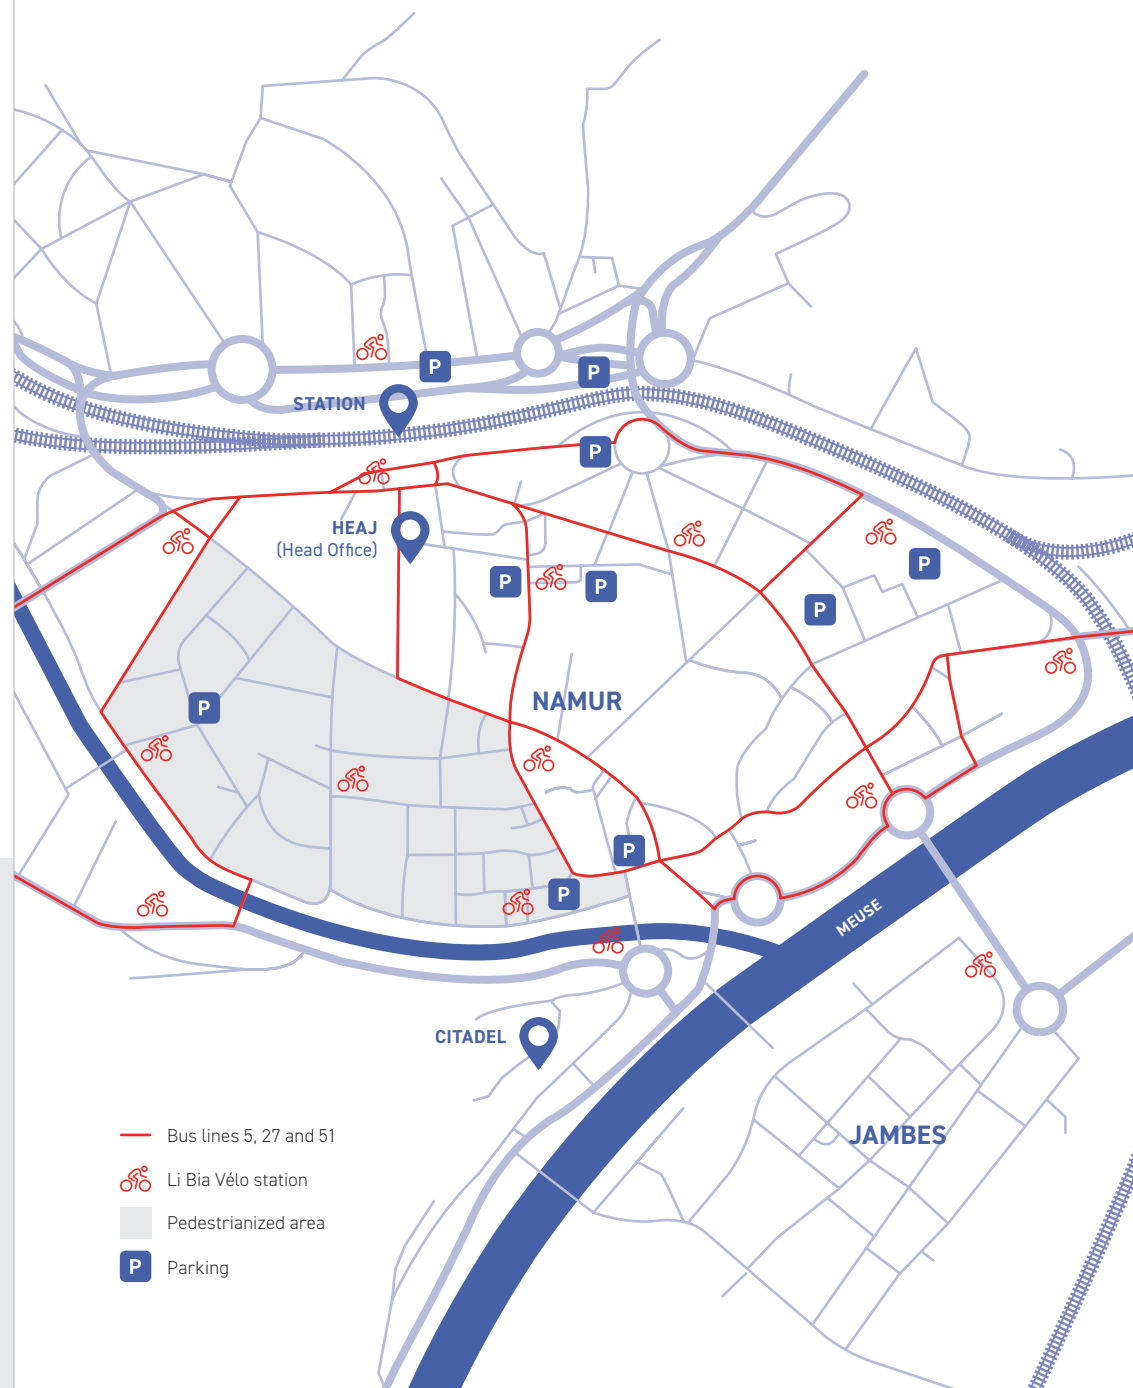 P
P
STATION
P
HEAJ
(Head Office)
P
P
P
P
NAMUR
P
P
P
MEUSE
CITADEL
JAMBES
Bus lines 5, 27 and 51
Li Bia Vélo station
Pedestrianized area
P Parking